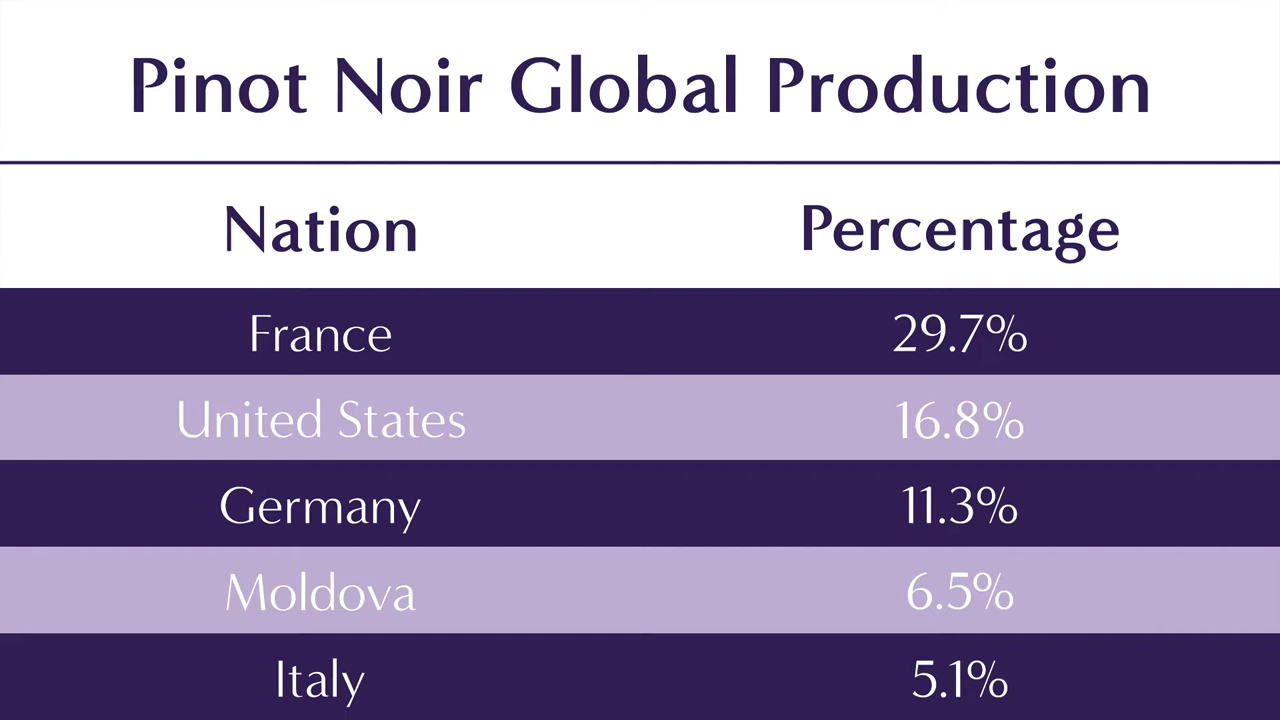 Pinot Noir Global Production
Nation Percentage
France 29.7%
United States 16.8%
Germany 11.3%
Moldova 6.5%
Italy 5.1%